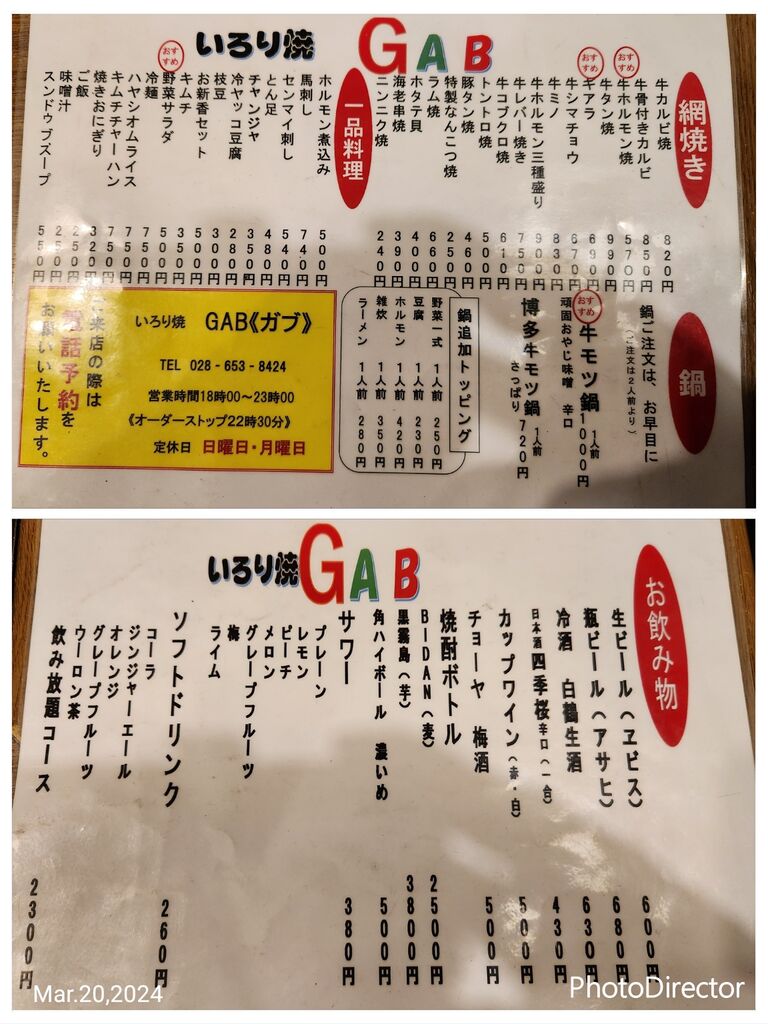 いろり焼 GAB
網焼き
牛カルビ焼 820円
牛骨付きカルビ 850円
おすすめ 牛ホルモン焼 570円
牛タン焼 990円
おすすめ ギアラ 690円
牛シマチョウ 670円
牛ミノ 830円
牛ホルモン三種盛り 900円
牛レバー焼き 750円
牛コブクロ焼 610円
トントロ焼 500円
豚タン焼 460円
特製なんこつ焼 250円
ラム焼 660円
ホタテ貝 400円
海老串焼 390円
ニンニク焼 240円
一品料理
ホルモン煮込み 500円
馬刺し 740円
センマイ刺し 540円
とん足 480円
チャンジャ 350円
冷ヤッコ豆腐 280円
枝豆 300円
お新香セット 500円
キムチ 350円
おすすめ 野菜サラダ 500円
冷麺 750円
ハヤシオムライス 750円
キムチチャーハン 750円
焼きおにぎり 320円
ご飯 250円
味噌汁 250円
スンドゥブスープ 550円
鍋
鍋ご注文は、お早目に
(ご注文は2人前より)
おすすめ 牛モツ鍋 1人前 1000円
頑固おやじ味噌 辛口
博多牛モツ鍋 1人前 720円
さっぱり
鍋追加トッピング
野菜一式 1人前 250円
豆腐 1人前 230円
ホルモン 1人前 420円
雑炊 1人前 350円
ラーメン 1人前 280円
いろり焼 GAB《ガブ》
TEL 028-653-8424
営業時間18時00~23時00
《オーダーストップ22時30分》
定休日 日曜日・月曜日
ご来店の際は
電話予約を
お願いいたします。
いろり焼 GAB
お飲み物
生ビール(ヱビス) 600円
瓶ビール(アサヒ) 680円
冷酒 白鶴生酒 630円
日本酒 四季桜 辛口(一合) 430円
カップワイン(赤・白) 500円
チョーヤ 梅酒 500円
焼酎ボトル
BIDAN(麦) 2500円
黒霧島(芋) 3800円
角ハイボール 濃いめ 500円
サワー 380円
プレーン
レモン
ピーチ
メロン
グレープフルーツ
梅
ライム
ソフトドリンク 260円
コーラ
ジンジャーエール
オレンジ
グレープフルーツ
ウーロン茶
飲み放題コース 2300円
Mar.20,2024
PhotoDirector